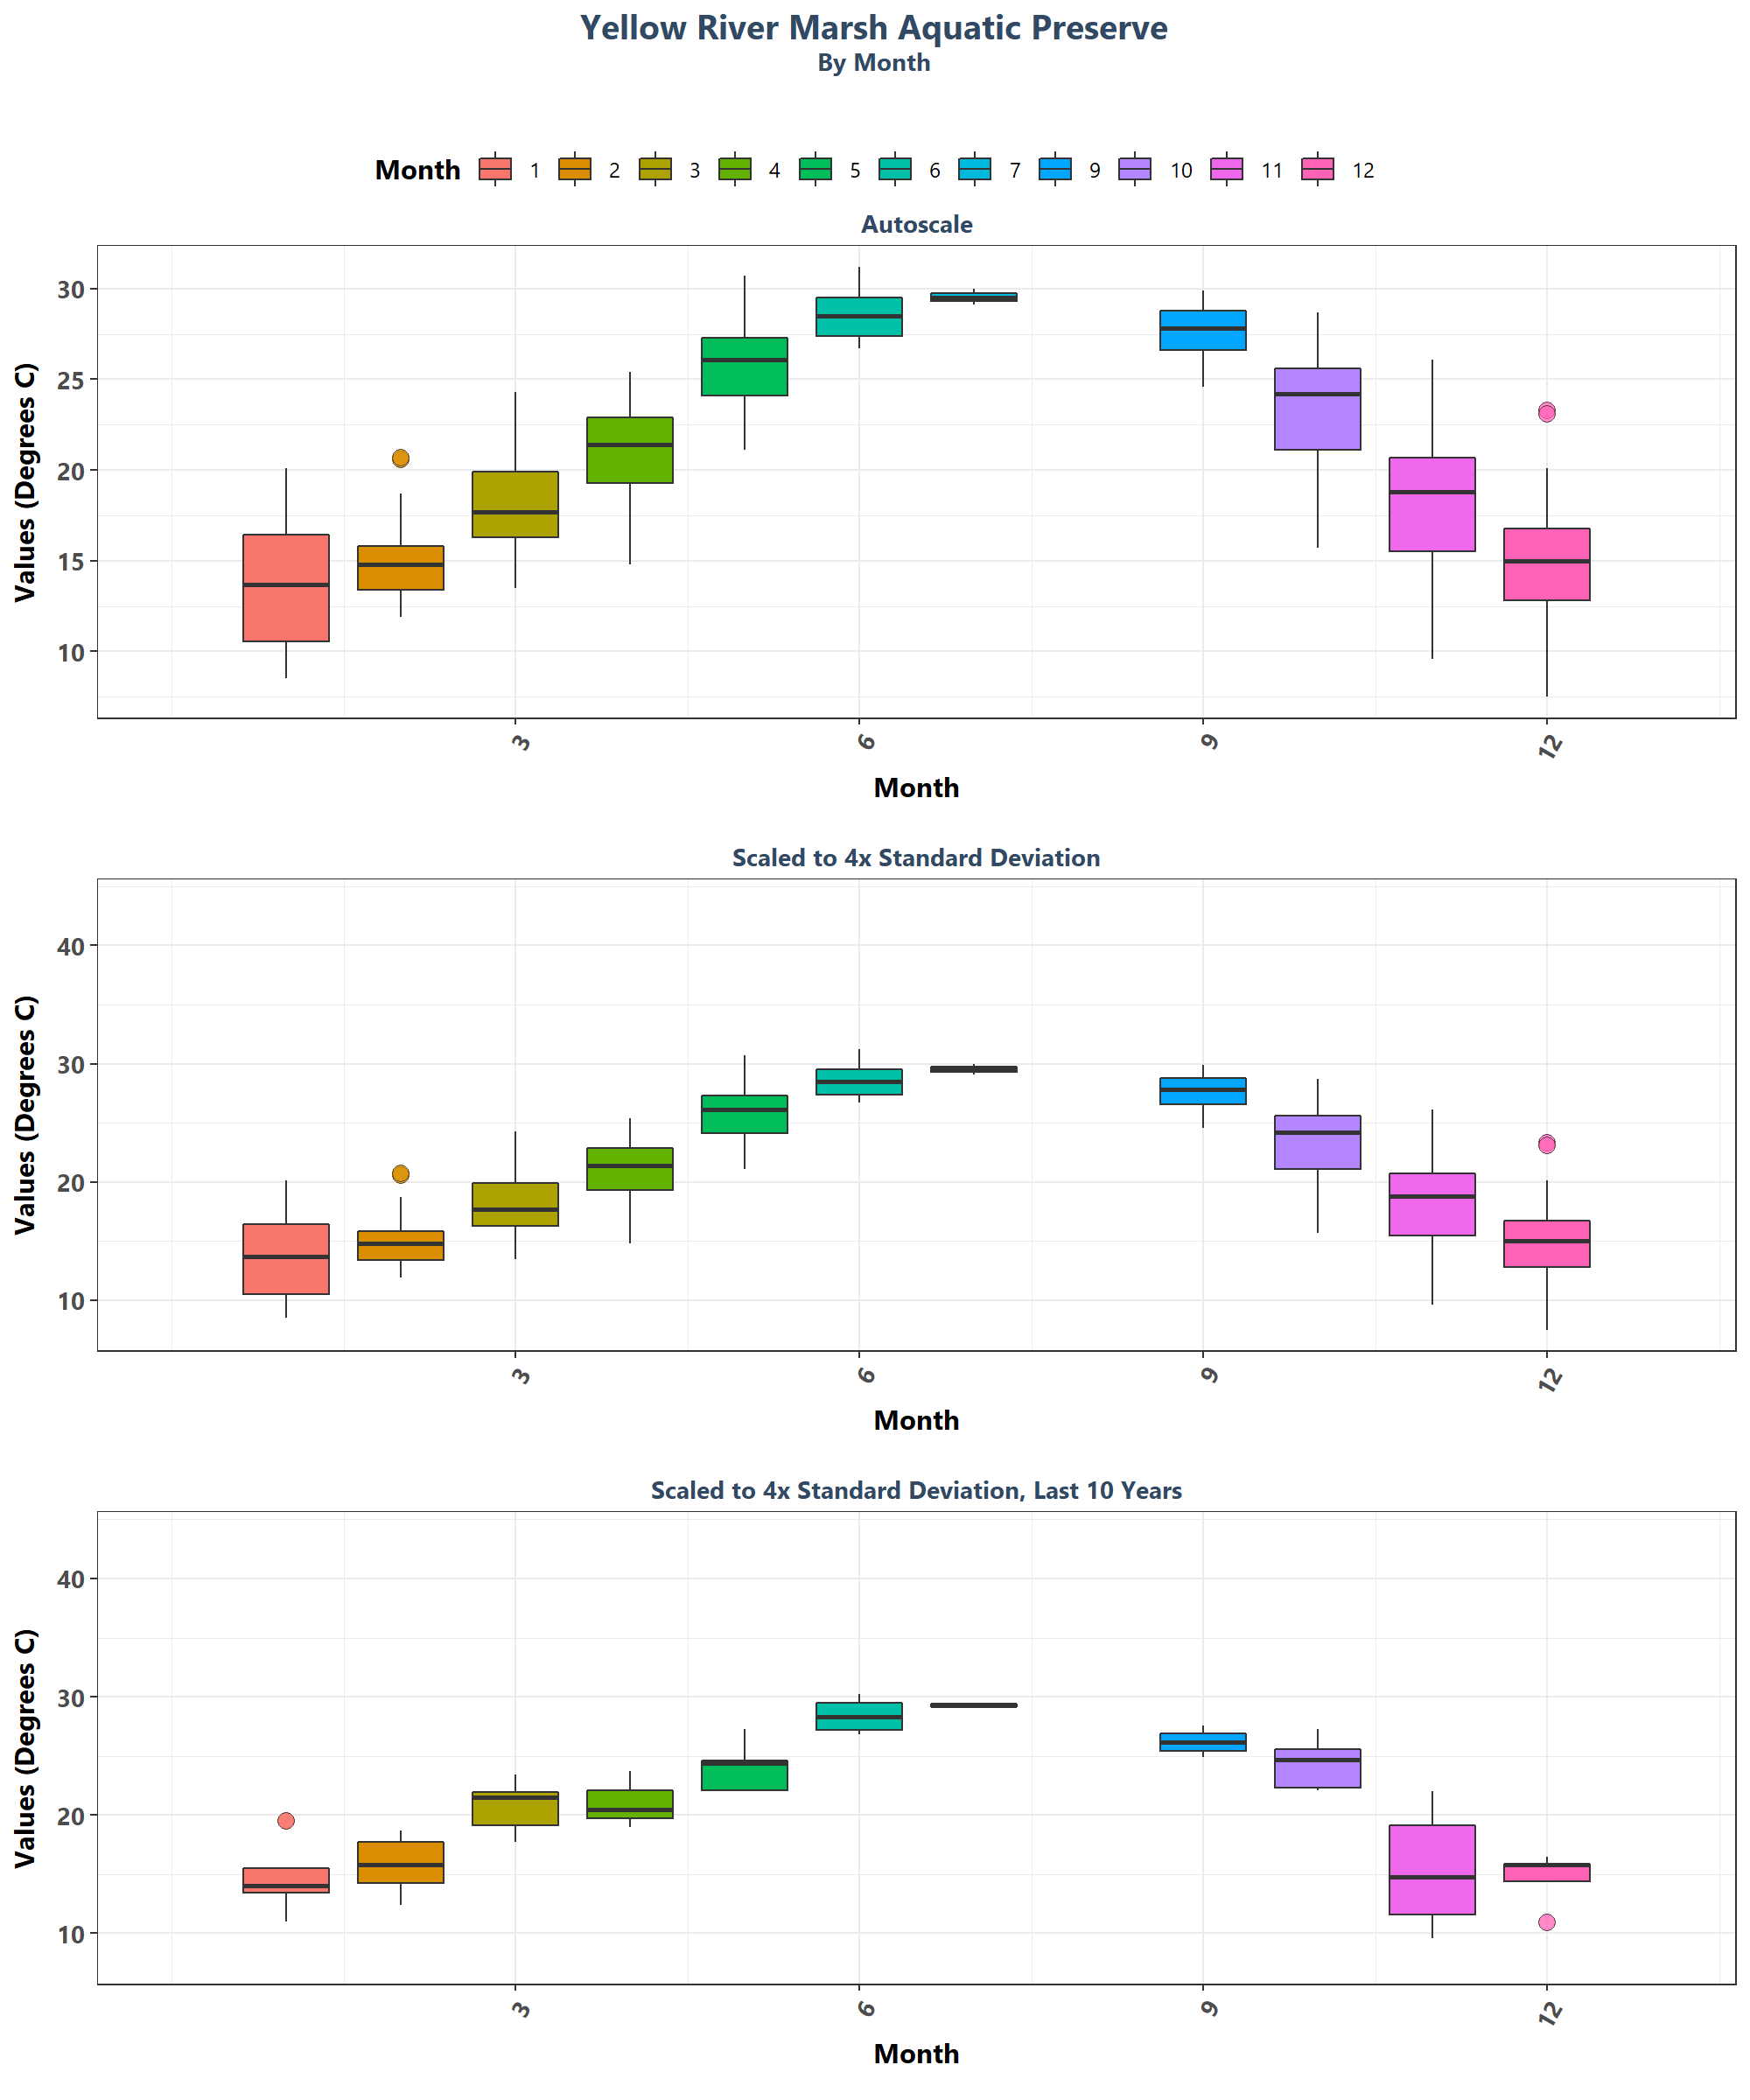 Yellow River Marsh Aquatic Preserve
By Month
Month 1 2 3 4 5 6 7 9 10 11 12
Autoscale
Values (Degrees C)
30
25
20
15
10
3 6 9 12
Month
Scaled to 4x Standard Deviation
Values (Degrees C)
40
30
20
10
3 6 9 12
Month
Scaled to 4x Standard Deviation, Last 10 Years
Values (Degrees C)
40
30
20
10
3 6 9 12
Month